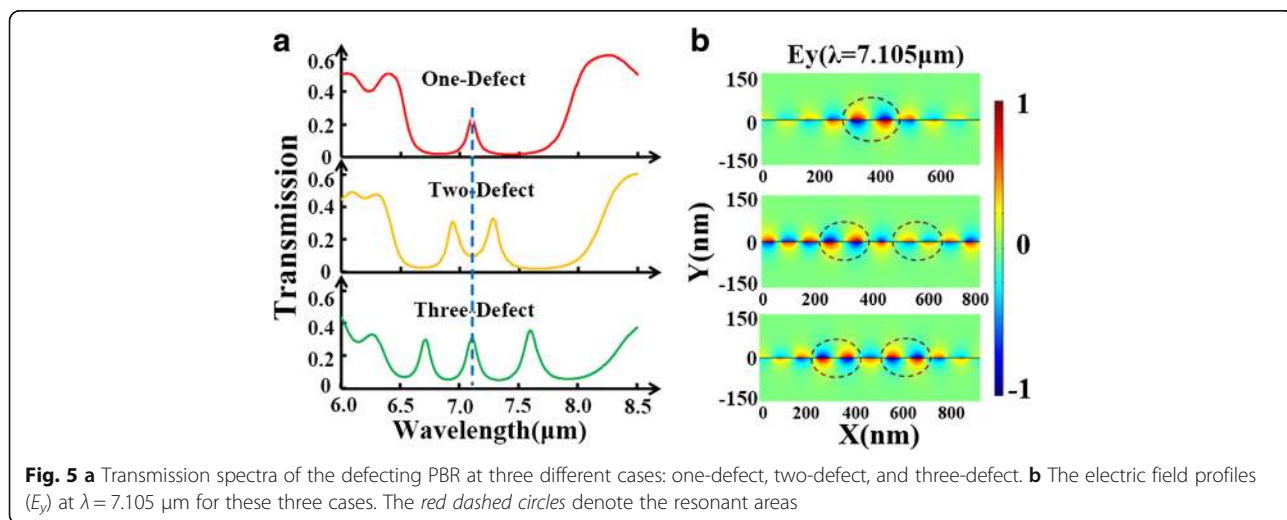 a
b
Ey(λ=7.105μm)
Transmission
0.6
0.4
0.2
0
One-Defect
0.6
0.4
0.2
0
Two-Defect
0.6
0.4
0.2
0
Three-Defect
6.0 6.5 7.0 7.5 8.0 8.5
Wavelength(μm)
Y(nm)
150
0
-150
0 200 400 600
150
0
-150
0 200 400 600 800
150
0
-150
0 200 400 600 800
X(nm)
1
0
-1
Fig. 5 a Transmission spectra of the defecting PBR at three different cases: one-defect, two-defect, and three-defect. b The electric field profiles
(Ey) at λ = 7.105 μm for these three cases. The red dashed circles denote the resonant areas